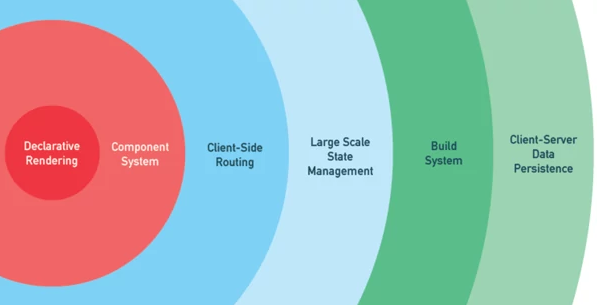 Declarative
Rendering
Component
System
Client-Side
Routing
Large Scale
State
Management
Build
System
Client-Server
Data
Persistence